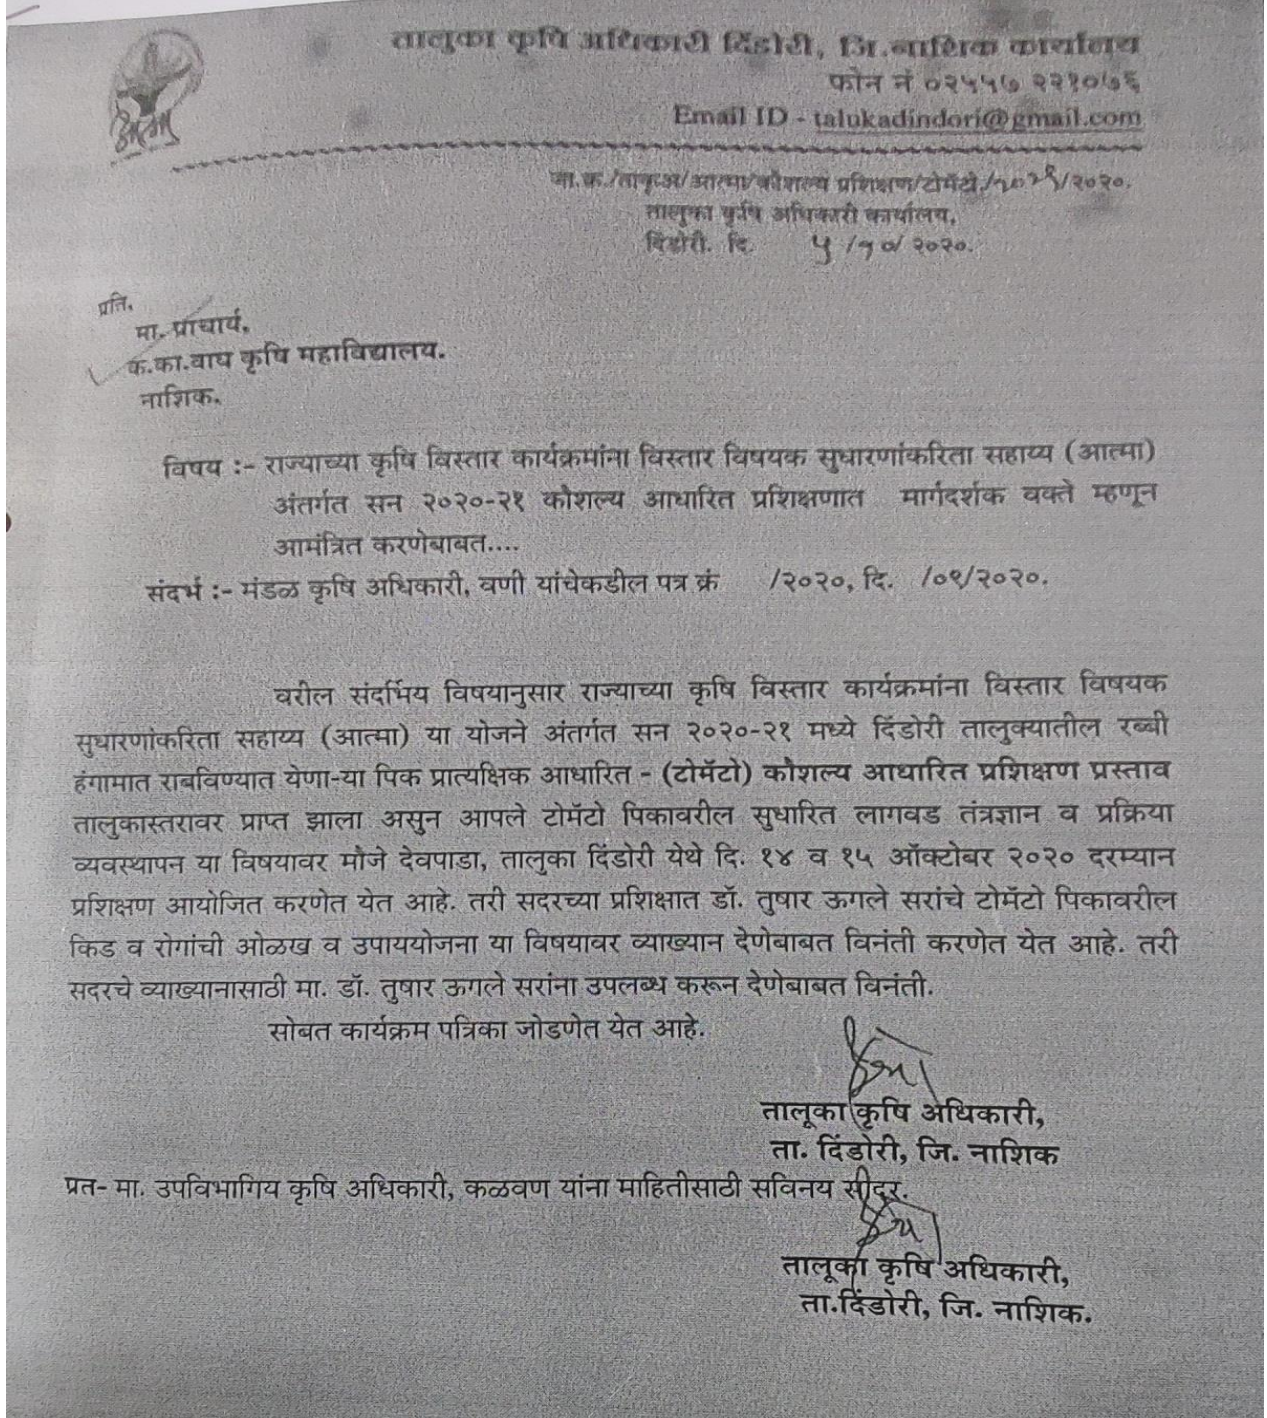 तालुका कृषि अधिकारी दिंडोरी, जि.नाशिक कार्यालय
फोन नं ०२५५७ २२१०७६
Email ID - talukadindori@gmail.com
जा.क्र./ताकृअ/आत्मा/कौशल्य प्रशिक्षण/टोमॅटो/ /२०२०.
तालुका कृषि अधिकारी कार्यालय,
दिंडोरी. दि. ५/१०/२०२०.
प्रति,
मा. प्राचार्य,
क.का.वाघ कृषि महाविद्यालय.
नाशिक.
विषय :- राज्याच्या कृषि विस्तार कार्यक्रमांना विस्तार विषयक सुधारणांकरिता सहाय्य (आत्मा)
अंतर्गत सन २०२०-२१ कौशल्य आधारित प्रशिक्षणात मार्गदर्शक वक्ते म्हणून
आमंत्रित करणेबाबत....
संदर्भ :- मंडळ कृषि अधिकारी, वणी यांचेकडील पत्र क्रं /२०२०, दि. /०९/२०२०.
वरील संदर्भिय विषयानुसार राज्याच्या कृषि विस्तार कार्यक्रमांना विस्तार विषयक
सुधारणांकरिता सहाय्य (आत्मा) या योजने अंतर्गत सन २०२०-२१ मध्ये दिंडोरी तालुक्यातील रब्बी
हंगामात राबविण्यात येणा-या पिक प्रात्यक्षिक आधारित - (टोमॅटो) कौशल्य आधारित प्रशिक्षण प्रस्ताव
तालुकास्तरावर प्राप्त झाला असुन आपले टोमॅटो पिकावरील सुधारित लागवड तंत्रज्ञान व प्रक्रिया
व्यवस्थापन या विषयावर मौजे देवपाडा, तालुका दिंडोरी येथे दि. १४ व १५ ऑक्टोबर २०२० दरम्यान
प्रशिक्षण आयोजित करणेत येत आहे. तरी सदरच्या प्रशिक्षात डॉ. तुषार ऊगले सरांचे टोमॅटो पिकावरील
किड व रोगांची ओळख व उपाययोजना या विषयावर व्याख्यान देणेबाबत विनंती करणेत येत आहे. तरी
सदरचे व्याख्यानासाठी मा. डॉ. तुषार ऊगले सरांना उपलब्ध करून देणेबाबत विनंती.
सोबत कार्यक्रम पत्रिका जोडणेत येत आहे.
तालूका कृषि अधिकारी,
ता. दिंडोरी, जि. नाशिक
प्रत- मा. उपविभागिय कृषि अधिकारी, कळवण यांना माहितीसाठी सविनय सादर.
तालूका कृषि अधिकारी,
ता.दिंडोरी, जि. नाशिक.